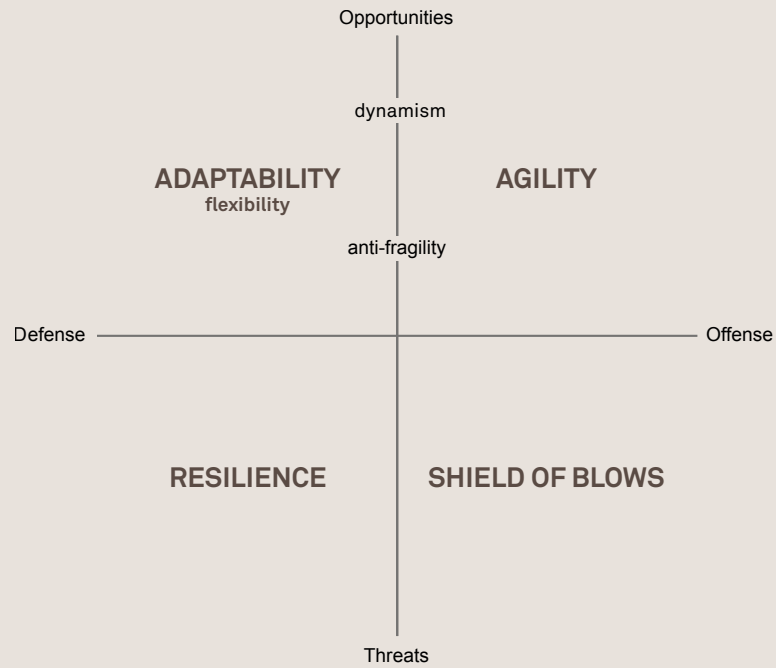 Opportunities
dynamism
ADAPTABILITY
flexibility
AGILITY
anti-fragility
Defense
Offense
RESILIENCE
SHIELD OF BLOWS
Threats